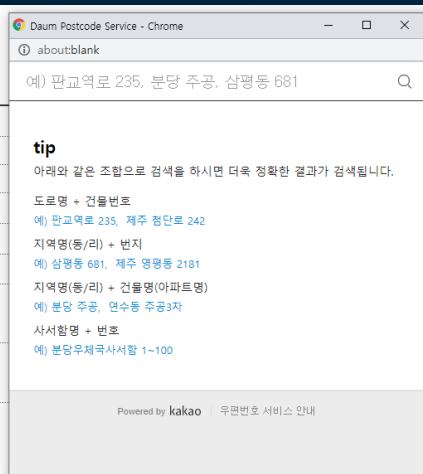 Daum Postcode Service - Chrome
about:blank
예) 판교역로 235, 분당 주공, 삼평동 681
tip
아래와 같은 조합으로 검색을 하시면 더욱 정확한 결과가 검색됩니다.
도로명 + 건물번호
예) 판교역로 235, 제주 첨단로 242
지역명(동/리) + 번지
예) 삼평동 681, 제주 영평동 2181
지역명(동/리) + 건물명(아파트명)
예) 분당 주공, 연수동 주공3차
사서함명 + 번호
예) 분당우체국사서함 1~100
Powered by kakao 우편번호 서비스 안내